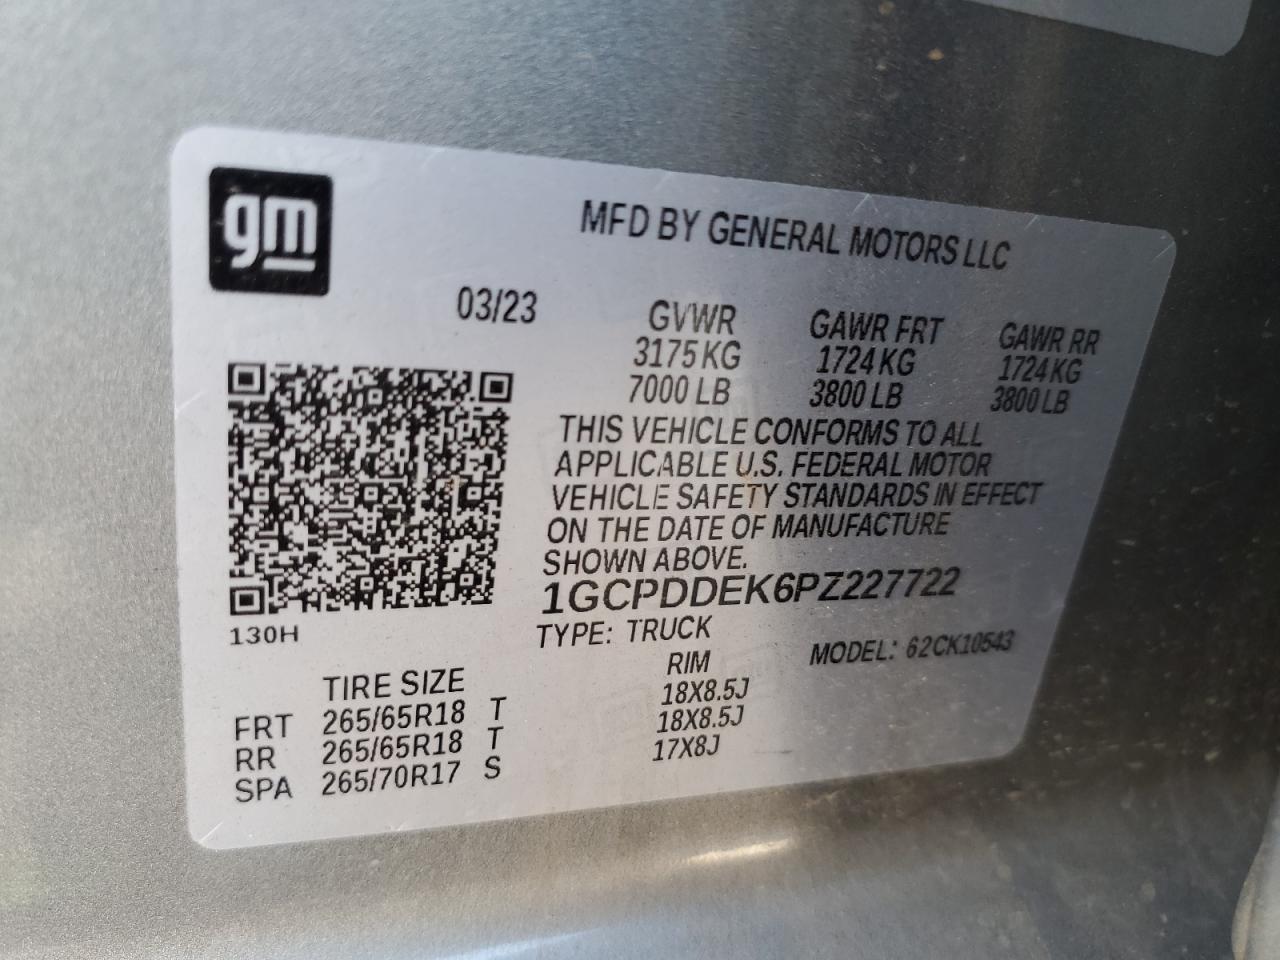 gm
MFD BY GENERAL MOTORS LLC
03/23 GVWR GAWR FRT GAWR RR
3175 KG 1724 KG 1724 KG
7000 LB 3800 LB 3800 LB
THIS VEHICLE CONFORMS TO ALL
APPLICABLE U.S. FEDERAL MOTOR
VEHICLE SAFETY STANDARDS IN EFFECT
ON THE DATE OF MANUFACTURE
SHOWN ABOVE.
1GCPDDEK6PZ227722
130H
TYPE: TRUCK MODEL: 62CK10543
TIRE SIZE RIM
FRT 265/65R18 T 18X8.5J
RR 265/65R18 T 18X8.5J
SPA 265/70R17 S 17X8J